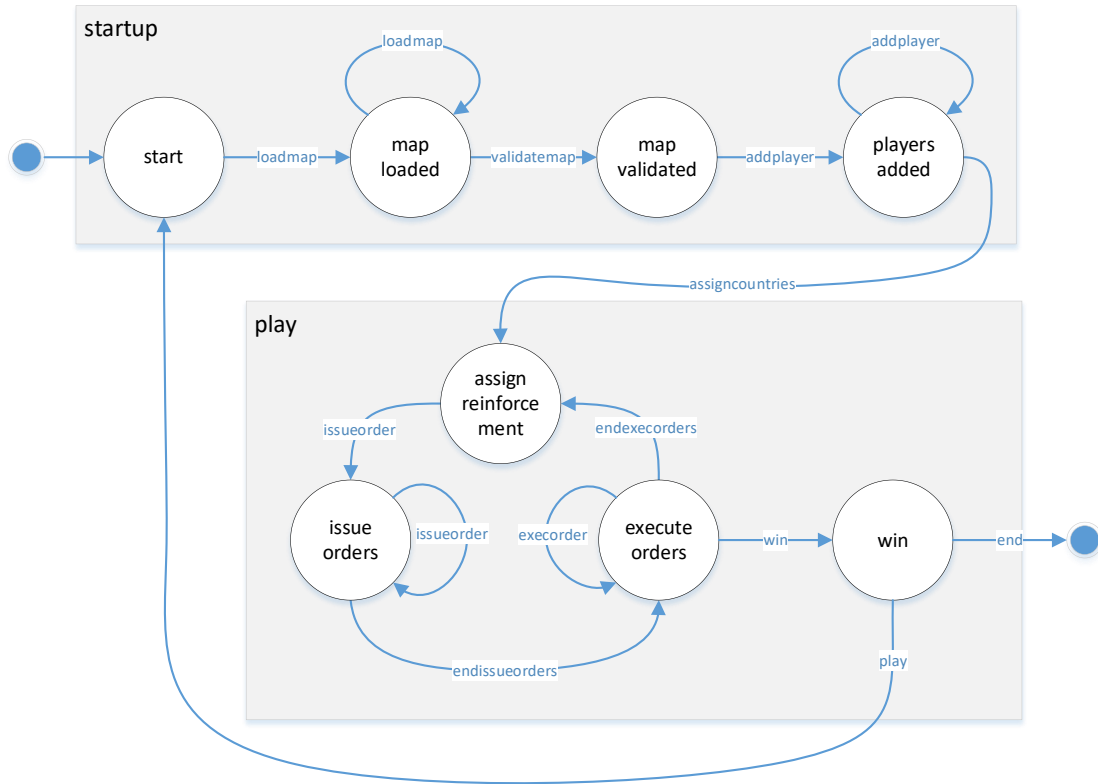 startup
loadmap
addplayer
start
loadmap
map
loaded
validatemap
map
validated
addplayer
players
added
assigncountries
play
assign
reinforce
ment
issueorder
endexecorders
issue
orders
issueorder
execorder
execute
orders
win
win
end
endissueorders
play